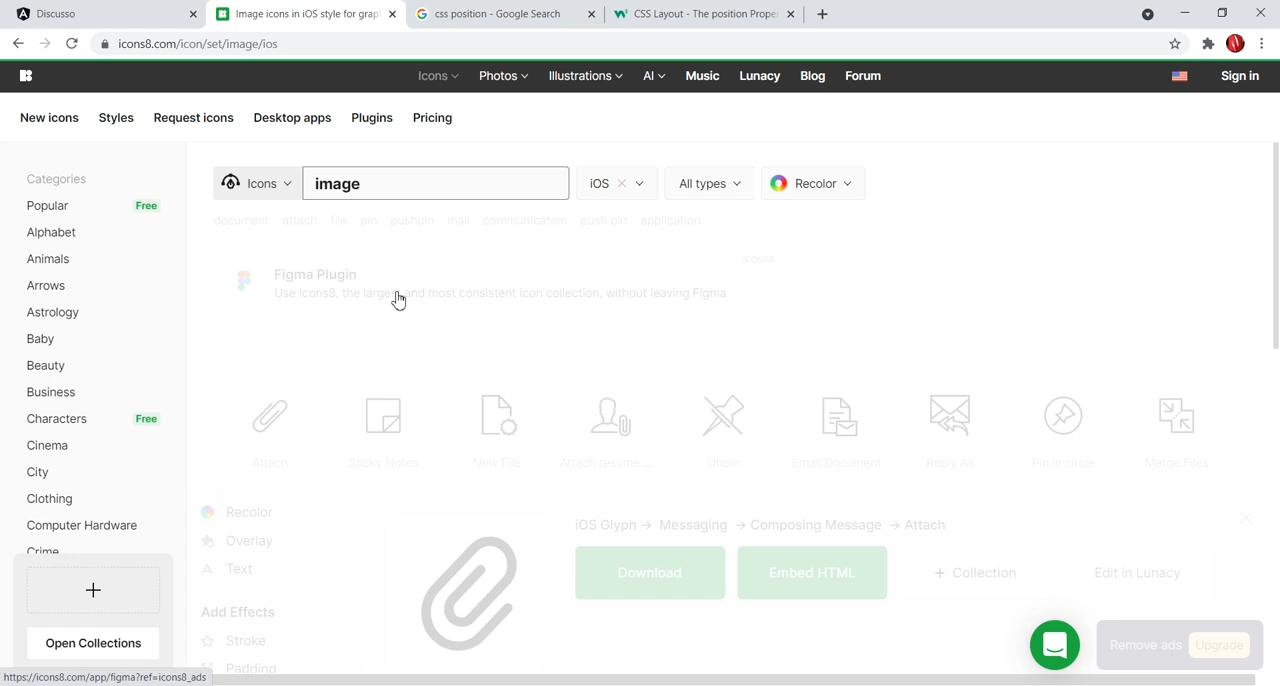 Discusso
Image icons in iOS style for grap
css position - Google Search
CSS Layout - The position Proper
icons8.com/icon/set/image/ios
Icons Photos Illustrations AI Music Lunacy Blog Forum Sign in
New icons Styles Request icons Desktop apps Plugins Pricing
Categories
Popular Free
Alphabet
Animals
Arrows
Astrology
Baby
Beauty
Business
Characters Free
Cinema
City
Clothing
Computer Hardware
Crime
Open Collections
Icons image iOS All types Recolor
document attach file pin pushpin mail communication push pin application
ICONS8
Figma Plugin
Use Icons8, the largest and most consistent icon collection, without leaving Figma
Attach Sticky Notes New File Attach resume ... Unpin Email Document Reply All Pin in circle Merge Files
Recolor
Overlay
Text
Add Effects
Stroke
Padding
iOS Glyph → Messaging → Composing Message → Attach
Download Embed HTML + Collection Edit in Lunacy
Remove ads Upgrade
https://icons8.com/app/figma?ref=icons8_ads